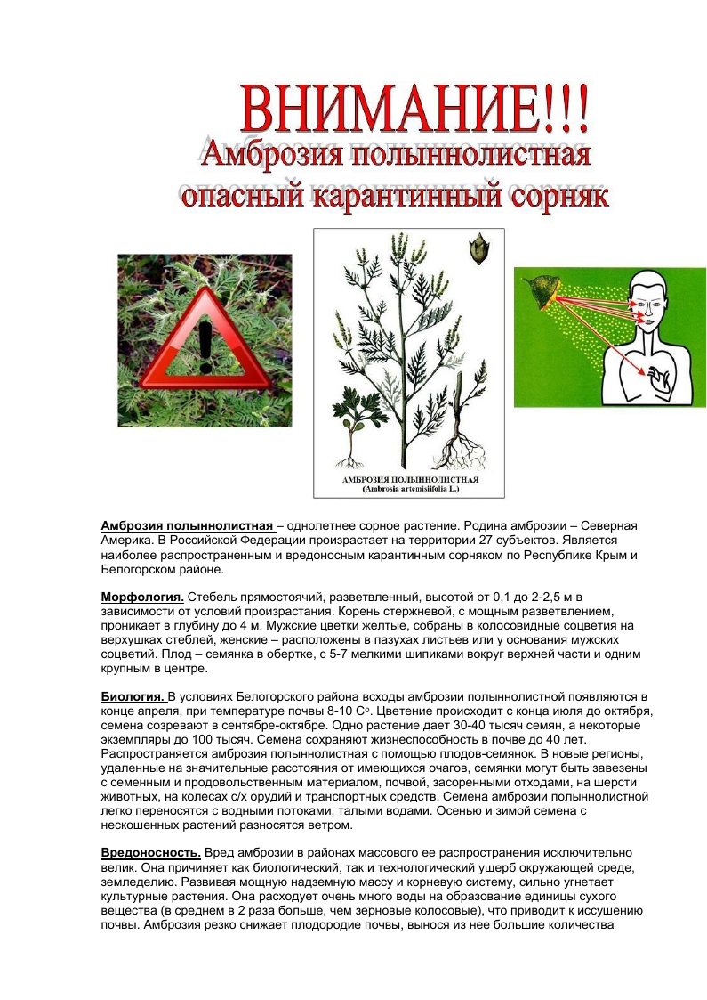 ВНИМАНИЕ!!!
Амброзия полыннолистная
опасный карантинный сорняк
АМБРОЗИЯ ПОЛЫННОЛИСТНАЯ
(Ambrosia artemisiifolia L.)
Амброзия полыннолистная – однолетнее сорное растение. Родина амброзии – Северная
Америка. В Российской Федерации произрастает на территории 27 субъектов. Является
наиболее распространенным и вредоносным карантинным сорняком по Республике Крым и
Белогорском районе.
Морфология. Стебель прямостоячий, разветвленный, высотой от 0,1 до 2-2,5 м в
зависимости от условий произрастания. Корень стержневой, с мощным разветвлением,
проникает в глубину до 4 м. Мужские цветки желтые, собраны в колосовидные соцветия на
верхушках стеблей, женские – расположены в пазухах листьев или у основания мужских
соцветий. Плод – семянка в обертке, с 5-7 мелкими шипиками вокруг верхней части и одним
крупным в центре.
Биология. В условиях Белогорского района всходы амброзии полыннолистной появляются в
конце апреля, при температуре почвы 8-10 Сᵒ. Цветение происходит с конца июля до октября,
семена созревают в сентябре-октябре. Одно растение дает 30-40 тысяч семян, а некоторые
экземпляры до 100 тысяч. Семена сохраняют жизнеспособность в почве до 40 лет.
Распространяется амброзия полыннолистная с помощью плодов-семянок. В новые регионы,
удаленные на значительные расстояния от имеющихся очагов, семянки могут быть завезены
с семенным и продовольственным материалом, почвой, засоренными отходами, на шерсти
животных, на колесах с/х орудий и транспортных средств. Семена амброзии полыннолистной
легко переносятся с водными потоками, талыми водами. Осенью и зимой семена с
нескошенных растений разносятся ветром.
Вредоносность. Вред амброзии в районах массового ее распространения исключительно
велик. Она причиняет как биологический, так и технологический ущерб окружающей среде,
земледелию. Развивая мощную надземную массу и корневую систему, сильно угнетает
культурные растения. Она расходует очень много воды на образование единицы сухого
вещества (в среднем в 2 раза больше, чем зерновые колосовые), что приводит к иссушению
почвы. Амброзия резко снижает плодородие почвы, вынося из нее большие количества